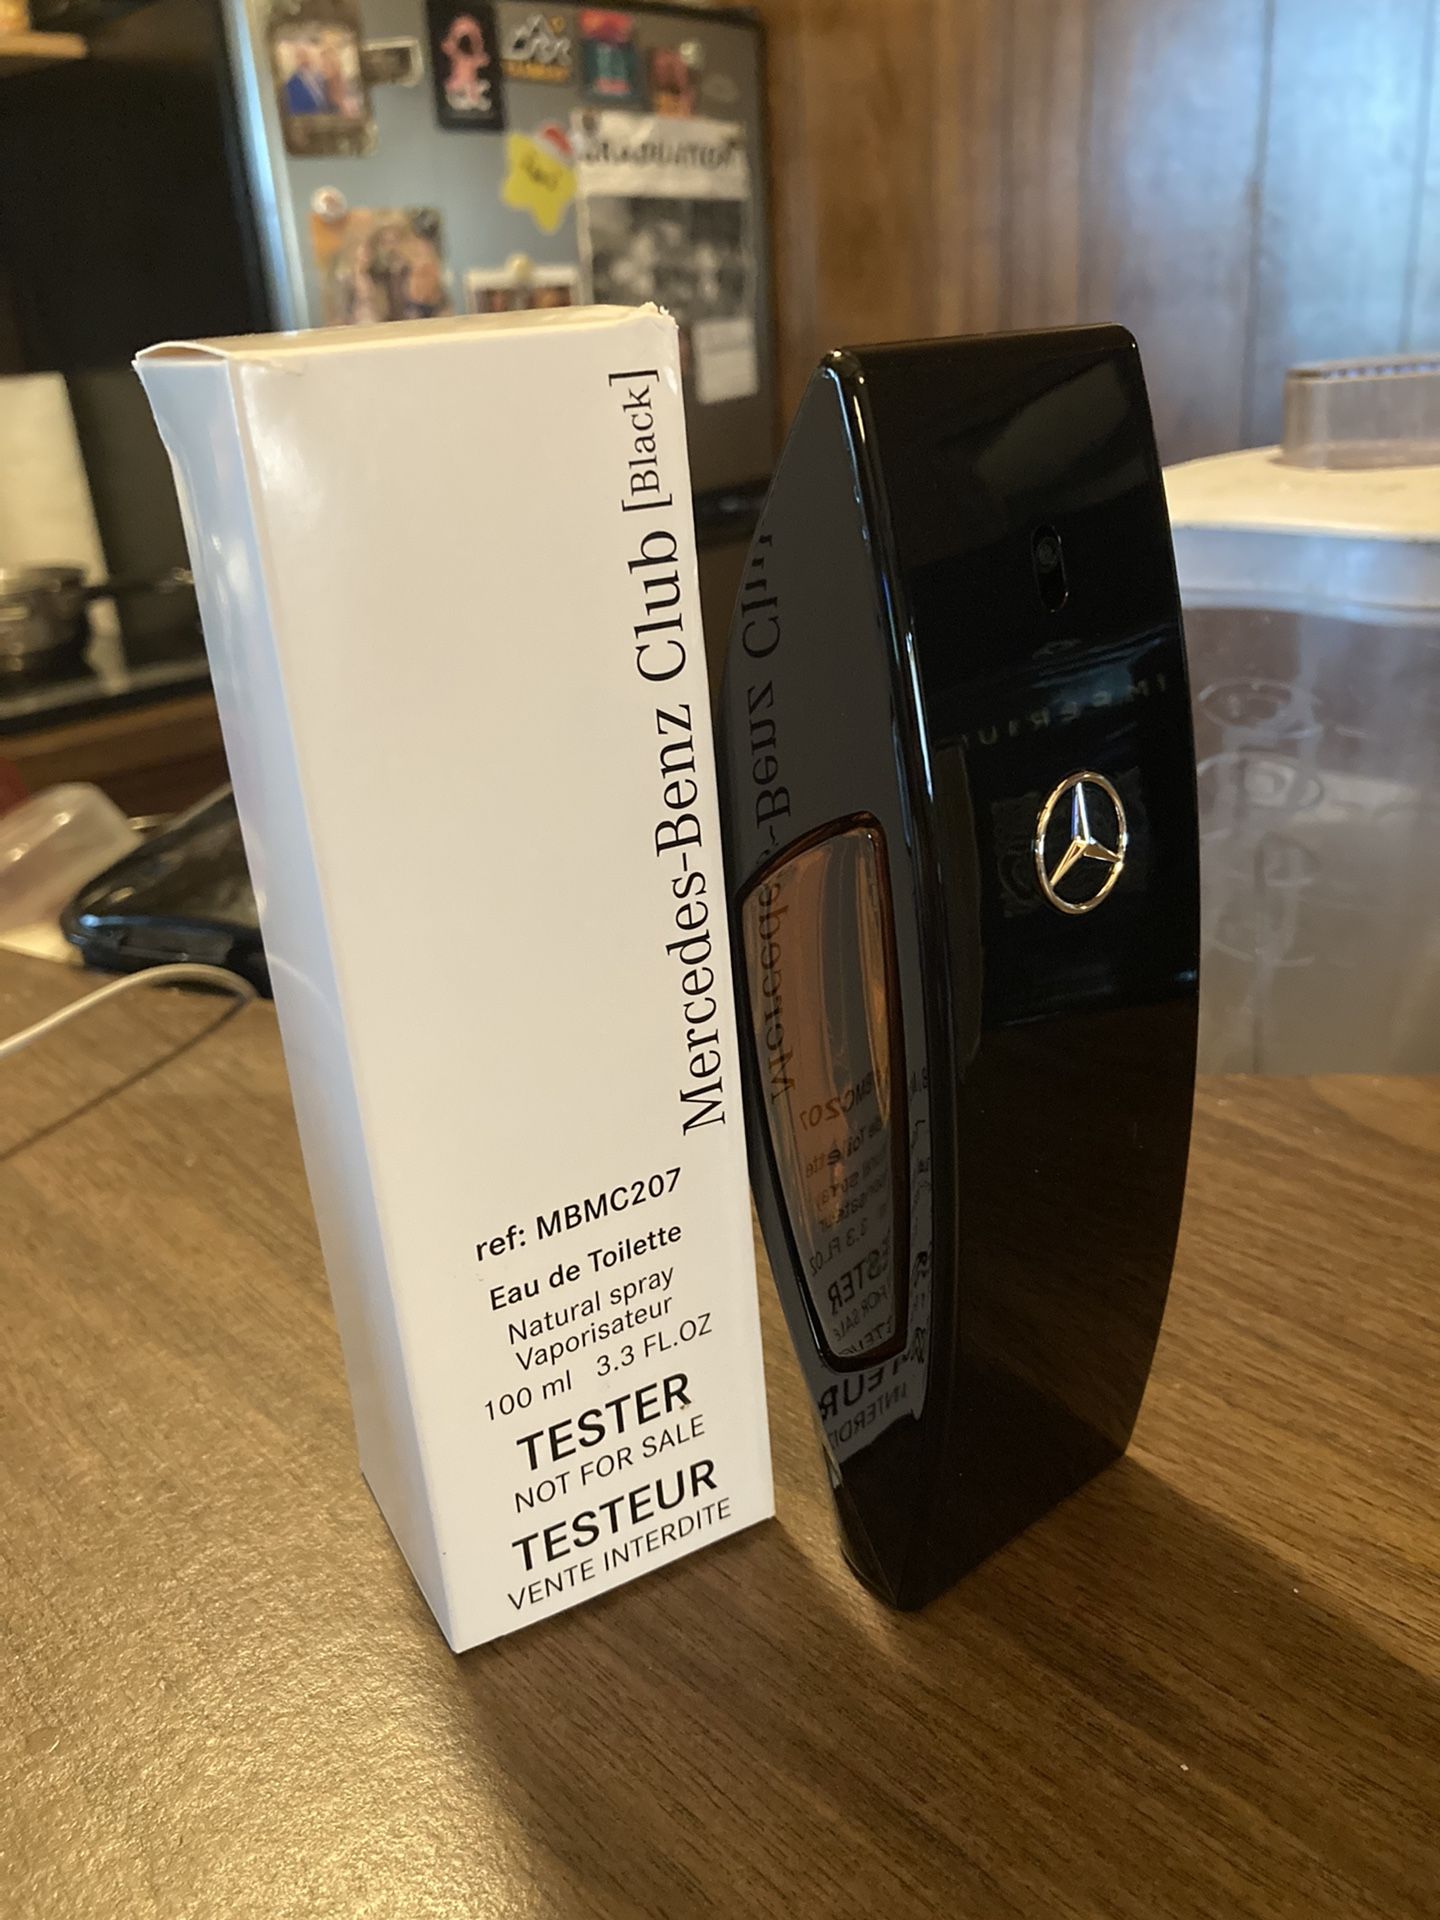 Mercedes-Benz Club [Black]
ref: MBMC207
Eau de Toilette
Natural spray
Vaporisateur
100 ml 3.3 FL.OZ
TESTER
NOT FOR SALE
TESTEUR
VENTE INTERDITE